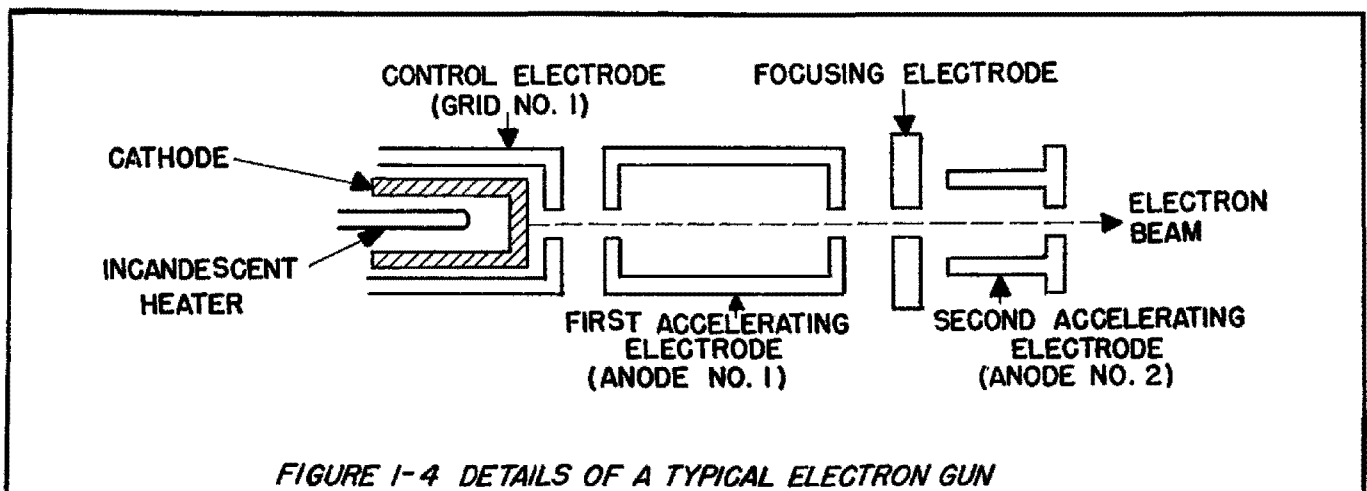 CONTROL ELECTRODE
(GRID NO. 1)
FOCUSING ELECTRODE
CATHODE
ELECTRON
BEAM
INCANDESCENT
HEATER
FIRST ACCELERATING
ELECTRODE
(ANODE NO. 1)
SECOND ACCELERATING
ELECTRODE
(ANODE NO. 2)
FIGURE 1-4 DETAILS OF A TYPICAL ELECTRON GUN